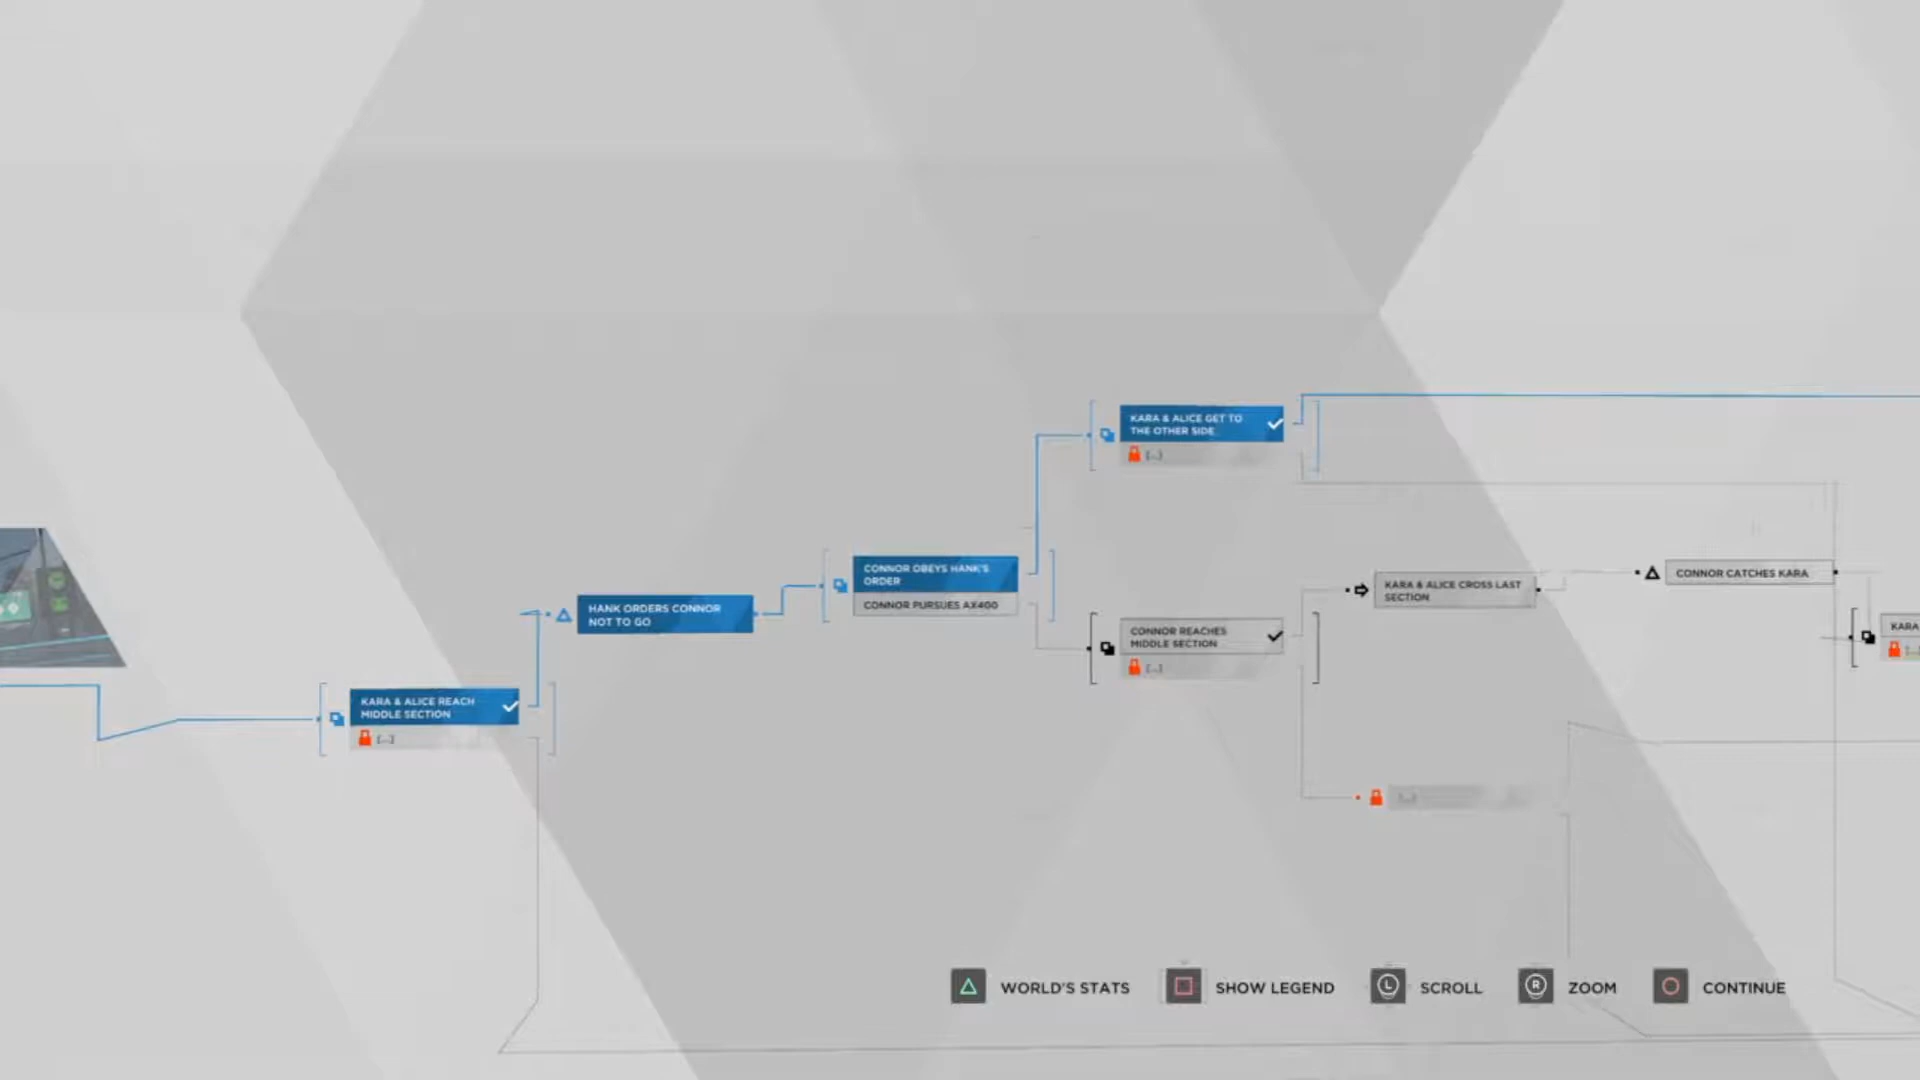 KARA & ALICE GET TO
THE OTHER SIDE
[...]
CONNOR OBEYS HANK'S
ORDER
CONNOR PURSUES AX400
HANK ORDERS CONNOR
NOT TO GO
KARA & ALICE REACH
MIDDLE SECTION
[...]
CONNOR REACHES
MIDDLE SECTION
[...]
KARA & ALICE CROSS LAST
SECTION
CONNOR CATCHES KARA
KARA
[...]
[...]
WORLD'S STATS
SHOW LEGEND
L
SCROLL
R
ZOOM
CONTINUE